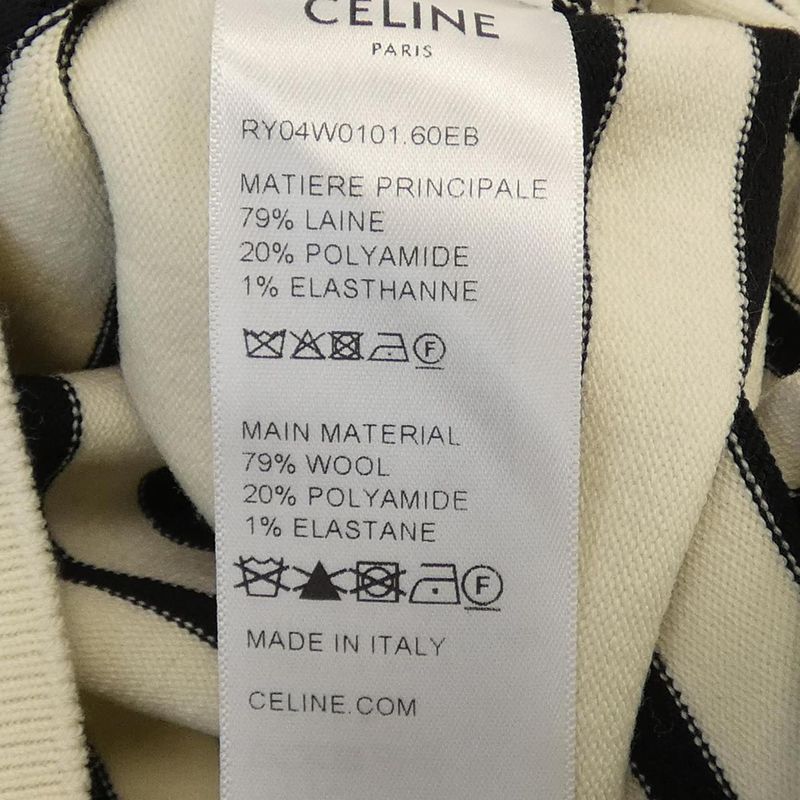 CELINE
PARIS
RY04W0101.60EB
MATIERE PRINCIPALE
79% LAINE
20% POLYAMIDE
1% ELASTHANNE
F
MAIN MATERIAL
79% WOOL
20% POLYAMIDE
1% ELASTANE
F
MADE IN ITALY
CELINE.COM